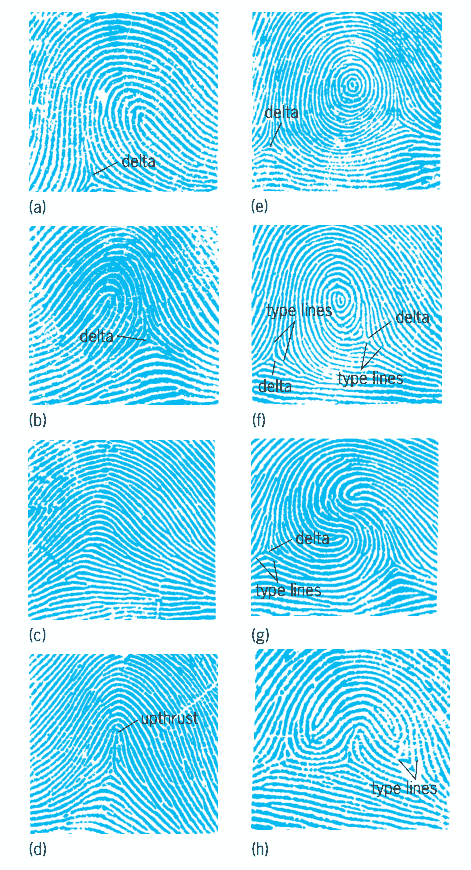 delta
(a)
delta
(b)
(c)
upthrust
(d)
delta
(e)
type lines
delta
delta
type lines
(f)
delta
type lines
(g)
type lines
(h)